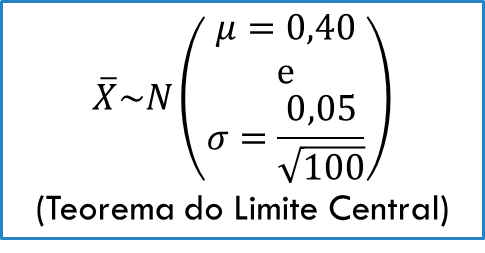 μ = 0,40
e
X̄~N
σ = 0,05/√100
(Teorema do Limite Central)